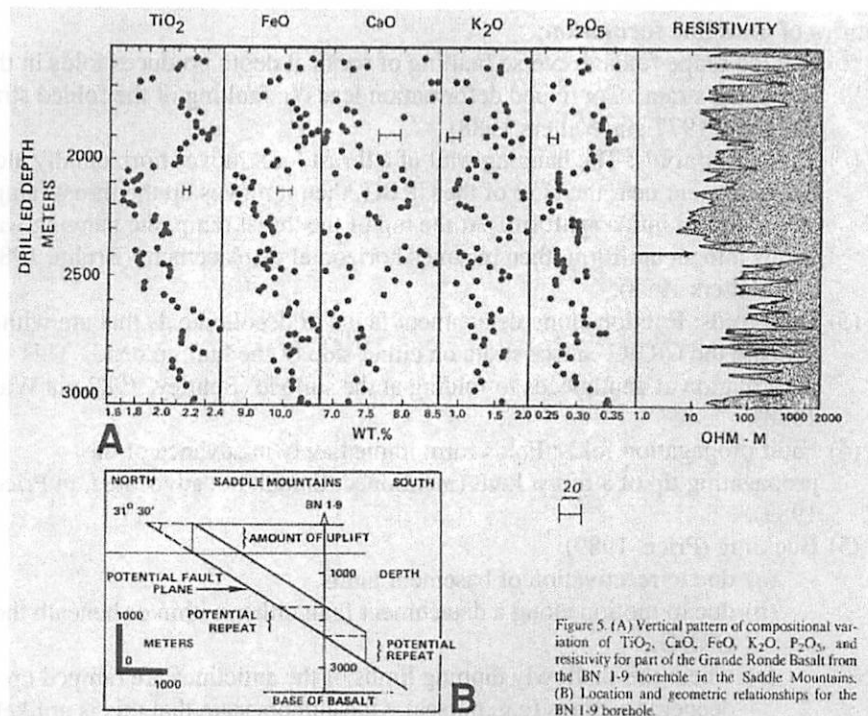 TiO2 FeO CaO K2O P2O5 RESISTIVITY
DRILLED DEPTH
METERS
2000
2500
3000
1.6 1.8 2.0 2.2 2.4 9.0 10.0 7.0 7.5 8.0 8.5 1.0 1.5 2.0 0.25 0.30 0.35 1 10 100 1000 2000
A
WT.%
OHM - M
NORTH SADDLE MOUNTAINS SOUTH
31° 30'
BN 1-9
AMOUNT OF UPLIFT
1000 DEPTH
POTENTIAL FAULT
PLANE
POTENTIAL
REPEAT
1000
METERS
0
1000
POTENTIAL
REPEAT
3000
BASE OF BASALT
B
2σ
Figure 5. (A) Vertical pattern of compositional var-
iation of TiO2, CaO, FeO, K2O, P2O5, and
resistivity for part of the Grande Ronde Basalt from
the BN 1-9 borehole in the Saddle Mountains.
(B) Location and geometric relationships for the
BN 1-9 borehole.